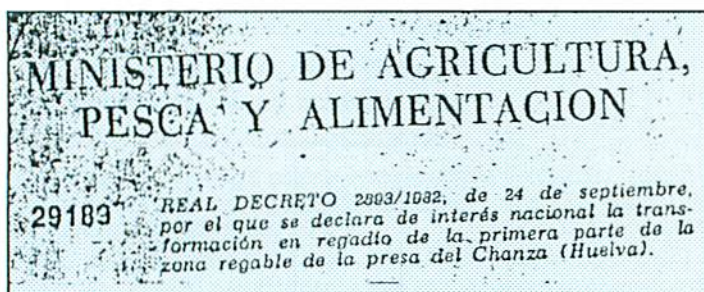 MINISTERIO DE AGRICULTURA,
PESCA Y ALIMENTACION
29189 REAL DECRETO 2893/1982, de 24 de septiembre,
por el que se declara de interés nacional la trans-
formación en regadío de la primera parte de la
zona regable de la presa del Chanza (Huelva).